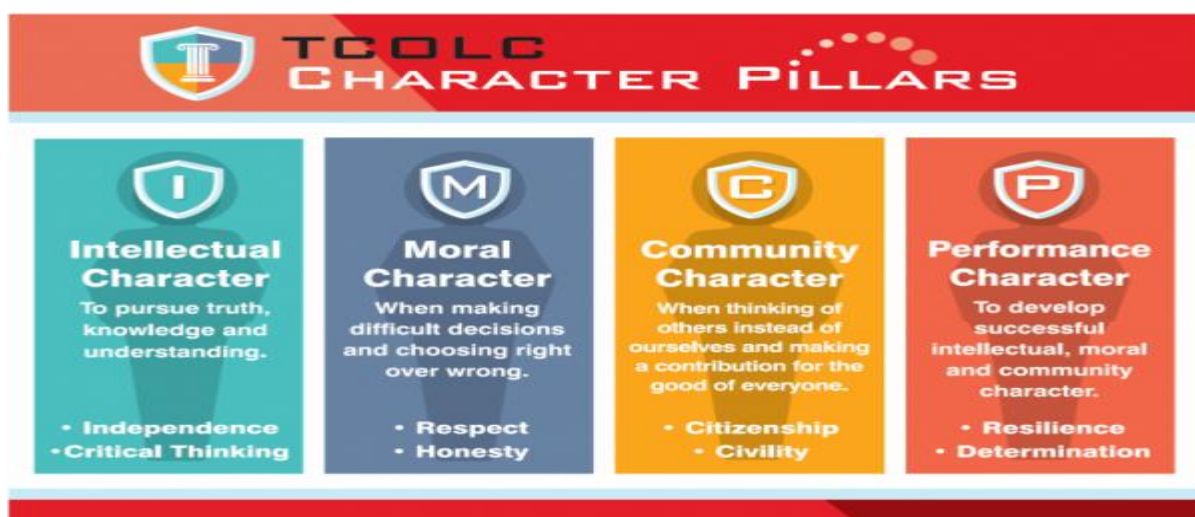 TCOLC
CHARACTER PILLARS
I
Intellectual
Character
To pursue truth,
knowledge and
understanding.
• Independence
• Critical Thinking
M
Moral
Character
When making
difficult decisions
and choosing right
over wrong.
• Respect
• Honesty
C
Community
Character
When thinking of
others instead of
ourselves and making
a contribution for the
good of everyone.
• Citizenship
• Civility
P
Performance
Character
To develop
successful
intellectual, moral
and community
character.
• Resilience
• Determination